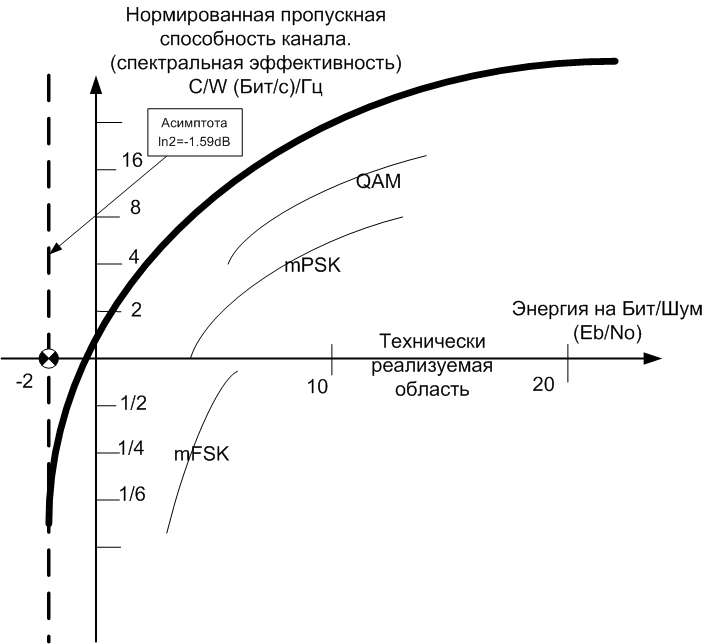 Нормированная пропускная
способность канала.
(спектральная эффективность)
C/W (Бит/с)/Гц
Асимптота
ln2=-1.59dB
16
8
4
2
QAM
mPSK
Энергия на Бит/Шум
(Eb/No)
Технически
реализуемая
область
-2
10
20
1/2
1/4
1/6
mFSK